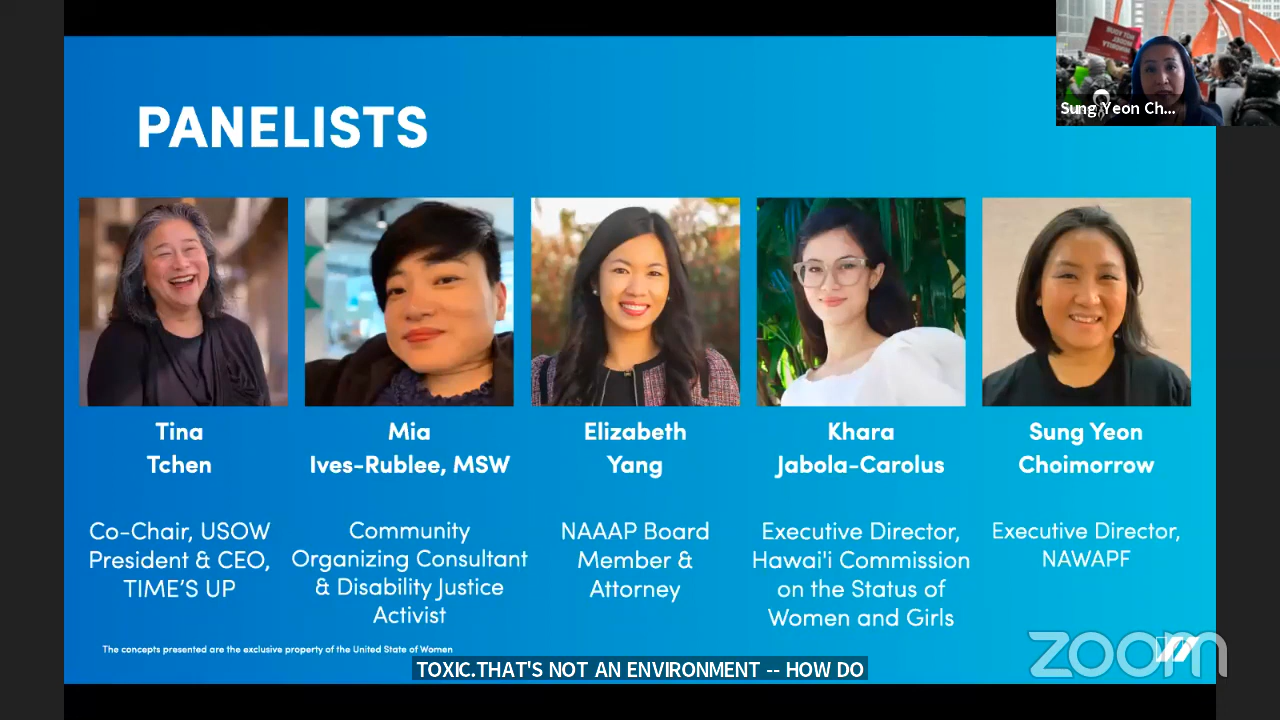 PANELISTS
Sung Yeon Ch...
Tina
Tchen
Mia
Ives-Rublee, MSW
Elizabeth
Yang
Khara
Jabola-Carolus
Sung Yeon
Choimorrow
Co-Chair, USOW
President & CEO,
TIME'S UP
Community
Organizing Consultant
& Disability Justice
Activist
NAAAP Board
Member &
Attorney
Executive Director,
Hawai'i Commission
on the Status of
Women and Girls
Executive Director,
NAWAPF
The concepts presented are the exclusive property of the United State of Women
TOXIC.THAT'S NOT AN ENVIRONMENT -- HOW DO
zoom